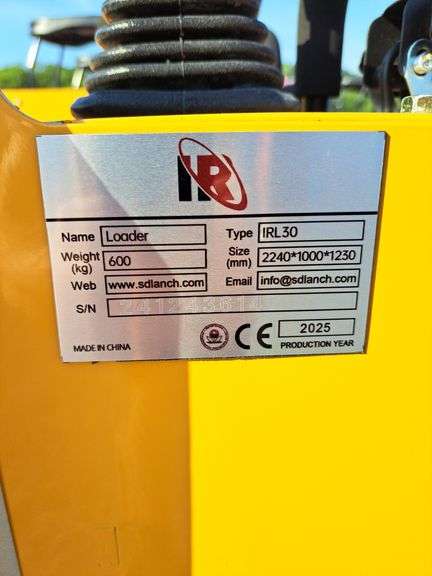 IR
Name Loader Type IRL30
Weight (kg) 600 Size (mm) 2240*1000*1230
Web www.sdlanch.com Email info@sdlanch.com
S/N
CE 2025
MADE IN CHINA PRODUCTION YEAR